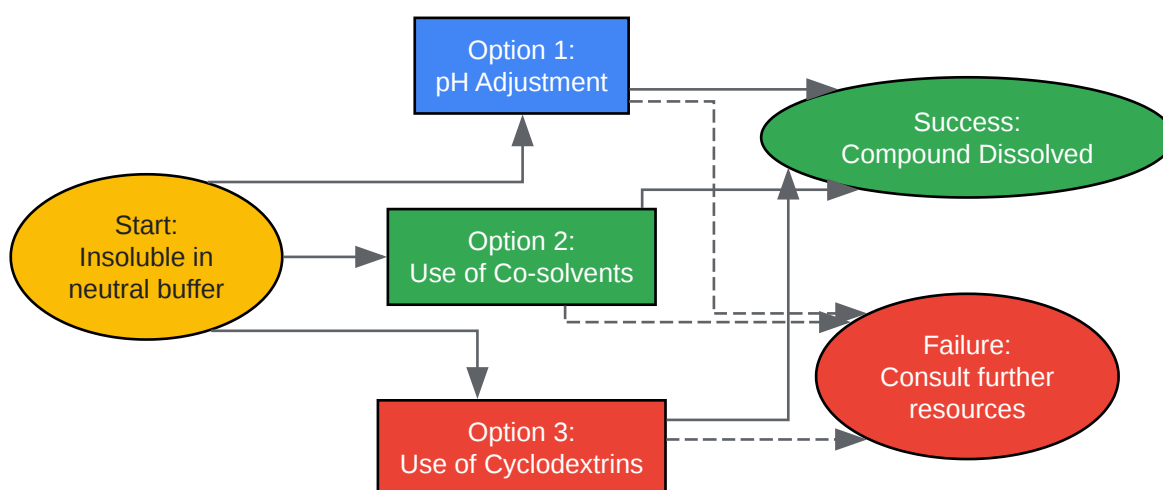 Option 1:
pH Adjustment
Success:
Compound Dissolved
Start:
Insoluble in
neutral buffer
Option 2:
Use of Co-solvents
Failure:
Consult further
resources
Option 3:
Use of Cyclodextrins